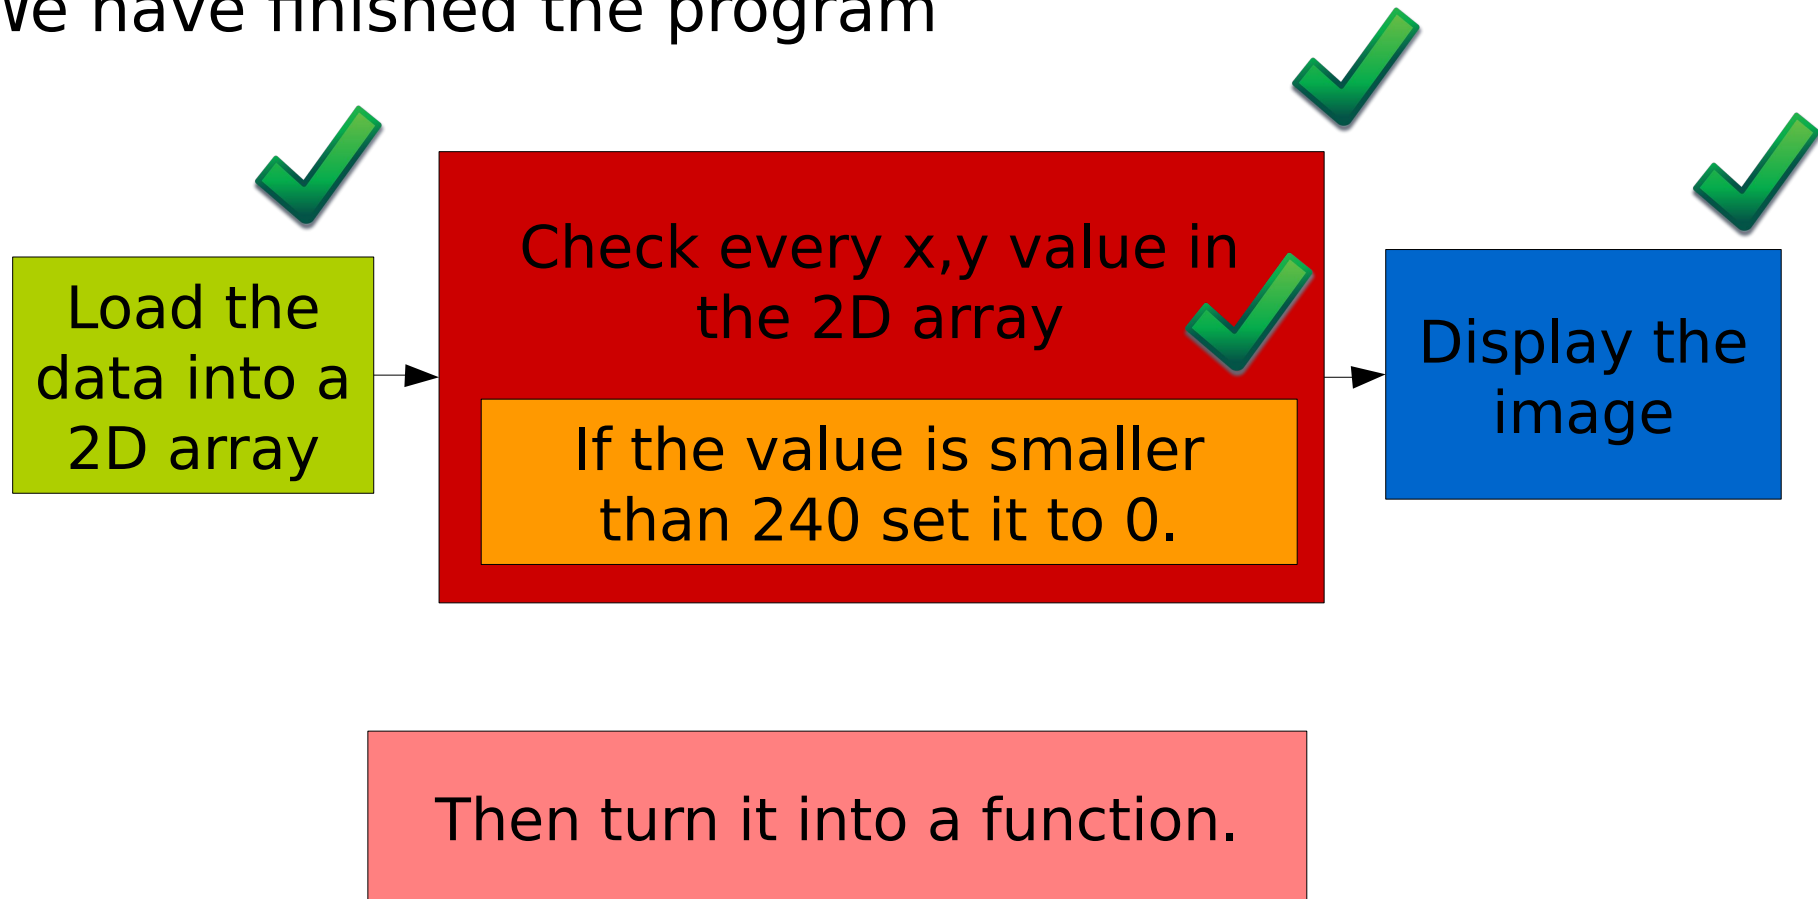 We have finished the program
Check every x,y value in
the 2D array
Load the
data into a
2D array
Display the
image
If the value is smaller
than 240 set it to 0.
Then turn it into a function.